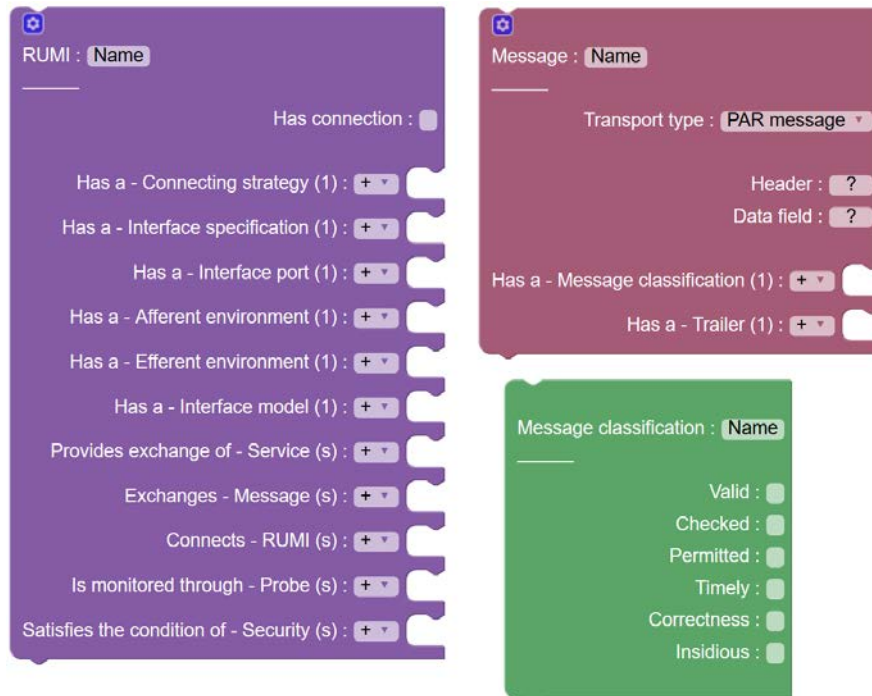 RUMI : Name
Has connection :
Has a - Connecting strategy (1) : +
Has a - Interface specification (1) : +
Has a - Interface port (1) : +
Has a - Afferent environment (1) : +
Has a - Efferent environment (1) : +
Has a - Interface model (1) : +
Provides exchange of - Service (s) : +
Exchanges - Message (s) : +
Connects - RUMI (s) : +
Is monitored through - Probe (s) : +
Satisfies the condition of - Security (s) : +
Message : Name
Transport type : PAR message
Header : ?
Data field : ?
Has a - Message classification (1) : +
Has a - Trailer (1) : +
Message classification : Name
Valid :
Checked :
Permitted :
Timely :
Correctness :
Insidious :